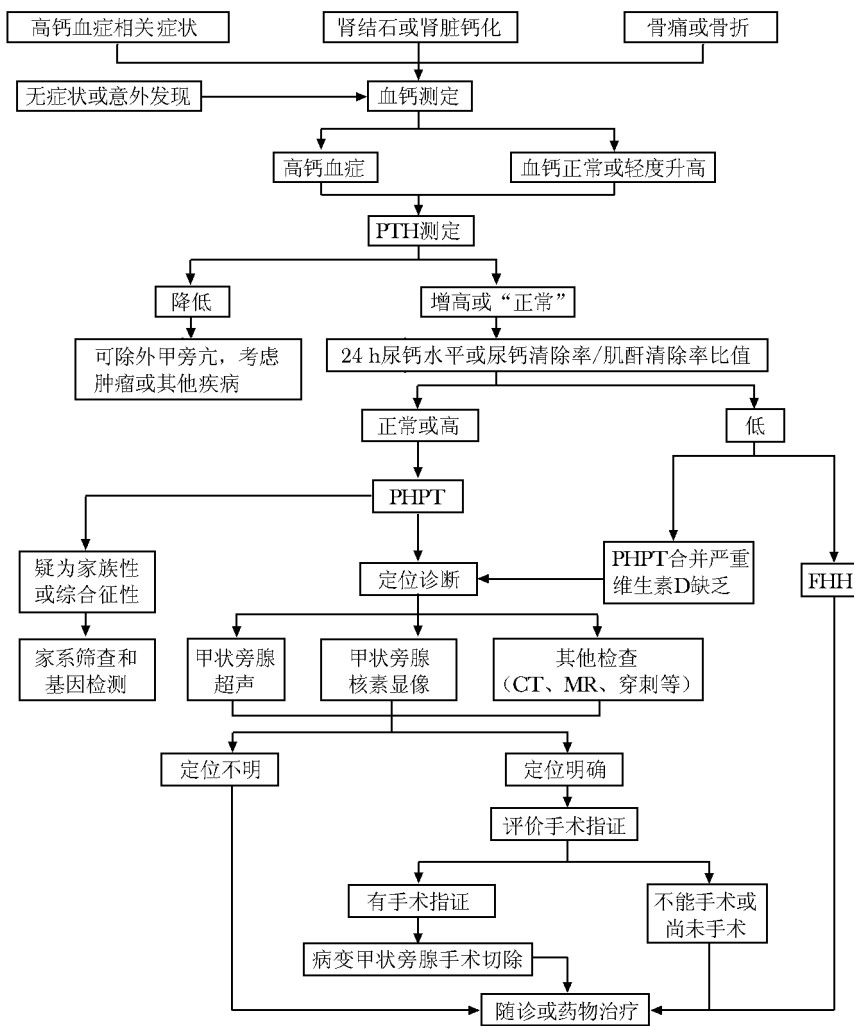 高钙血症相关症状
肾结石或肾脏钙化
骨痛或骨折
无症状或意外发现
血钙测定
高钙血症
血钙正常或轻度升高
PTH测定
降低
增高或“正常”
可除外甲旁亢，考虑
肿瘤或其他疾病
24 h尿钙水平或尿钙清除率/肌酐清除率比值
正常或高
低
PHPT
疑为家族性
或综合征性
定位诊断
PHPT合并严重
维生素D缺乏
FHH
家系筛查和
基因检测
甲状旁腺
超声
甲状旁腺
核素显像
其他检查
（CT、MR、穿刺等）
定位不明
定位明确
评价手术指证
有手术指证
不能手术或
尚未手术
病变甲状旁腺手术切除
随诊或药物治疗